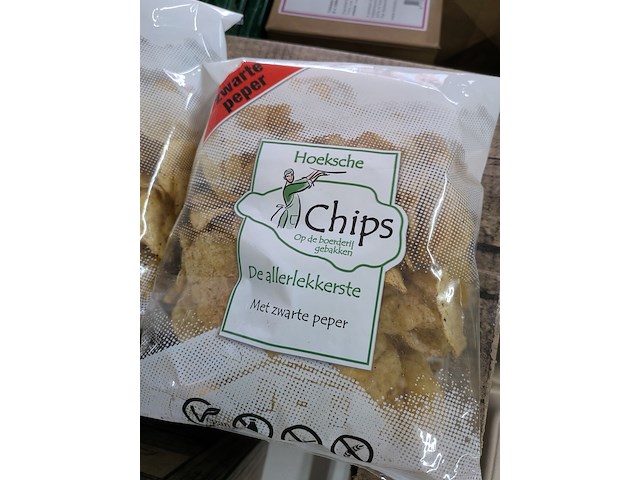 zwarte
peper
Hoeksche
Chips
Op de boerderij
gebakken
De allerlekkerste
Met zwarte peper